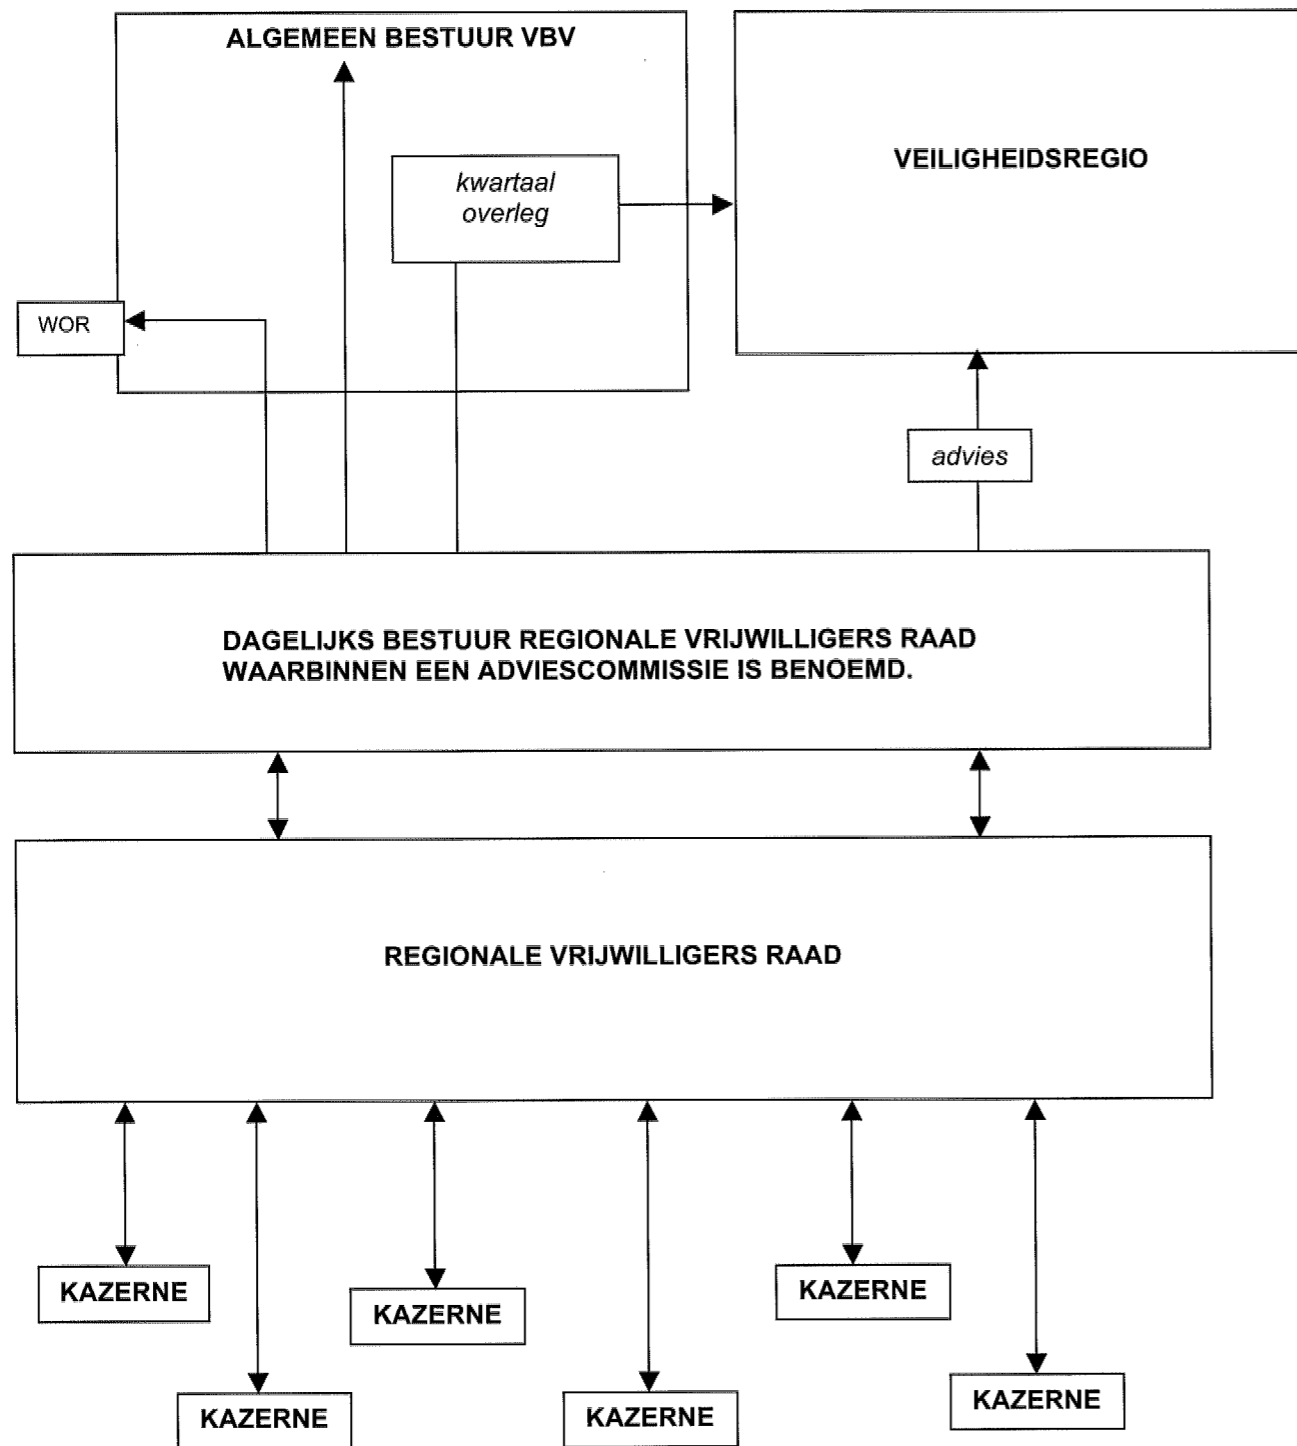 ALGEMEEN BESTUUR VBV
VEILIGHEIDSREGIO
kwartaal
overleg
WOR
advies
DAGELIJKS BESTUUR REGIONALE VRIJWILLIGERS RAAD
WAARBINNEN EEN ADVIESCOMMISSIE IS BENOEMD.
REGIONALE VRIJWILLIGERS RAAD
KAZERNE
KAZERNE
KAZERNE
KAZERNE
KAZERNE
KAZERNE